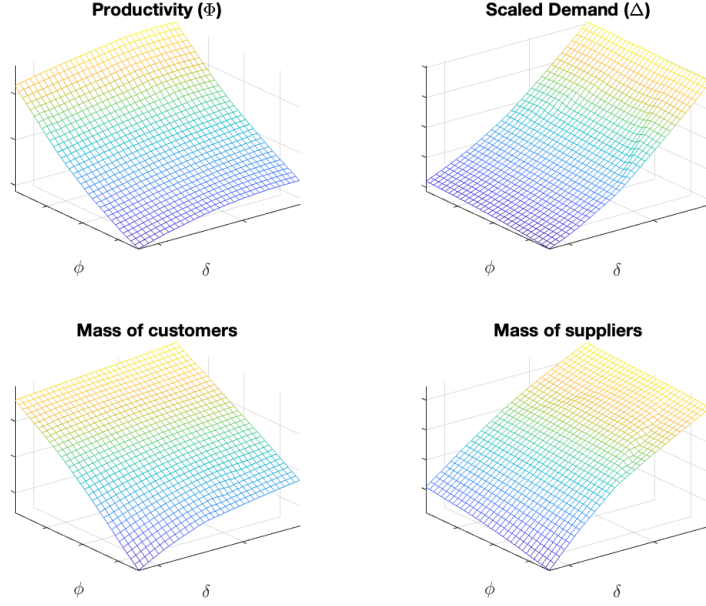 Productivity (Φ)
Scaled Demand (Δ)
ϕ
δ
ϕ
δ
Mass of customers
Mass of suppliers
ϕ
δ
ϕ
δ